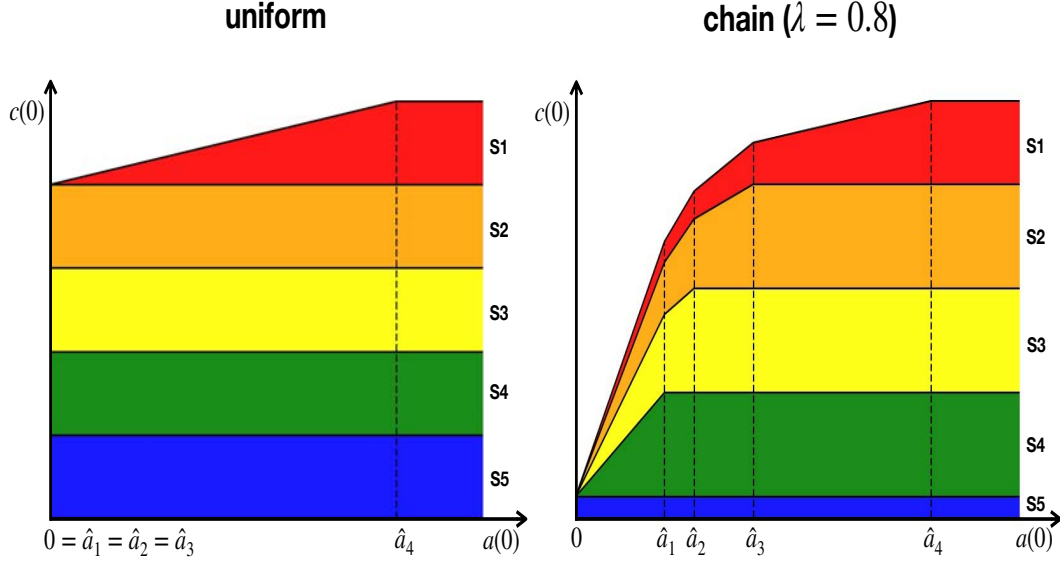 uniform
c(0)
S1
S2
S3
S4
S5
0 = â₁ = â₂ = â₃
â₄
a(0)
chain (λ = 0.8)
c(0)
S1
S2
S3
S4
S5
0
â₁
â₂
â₃
â₄
a(0)